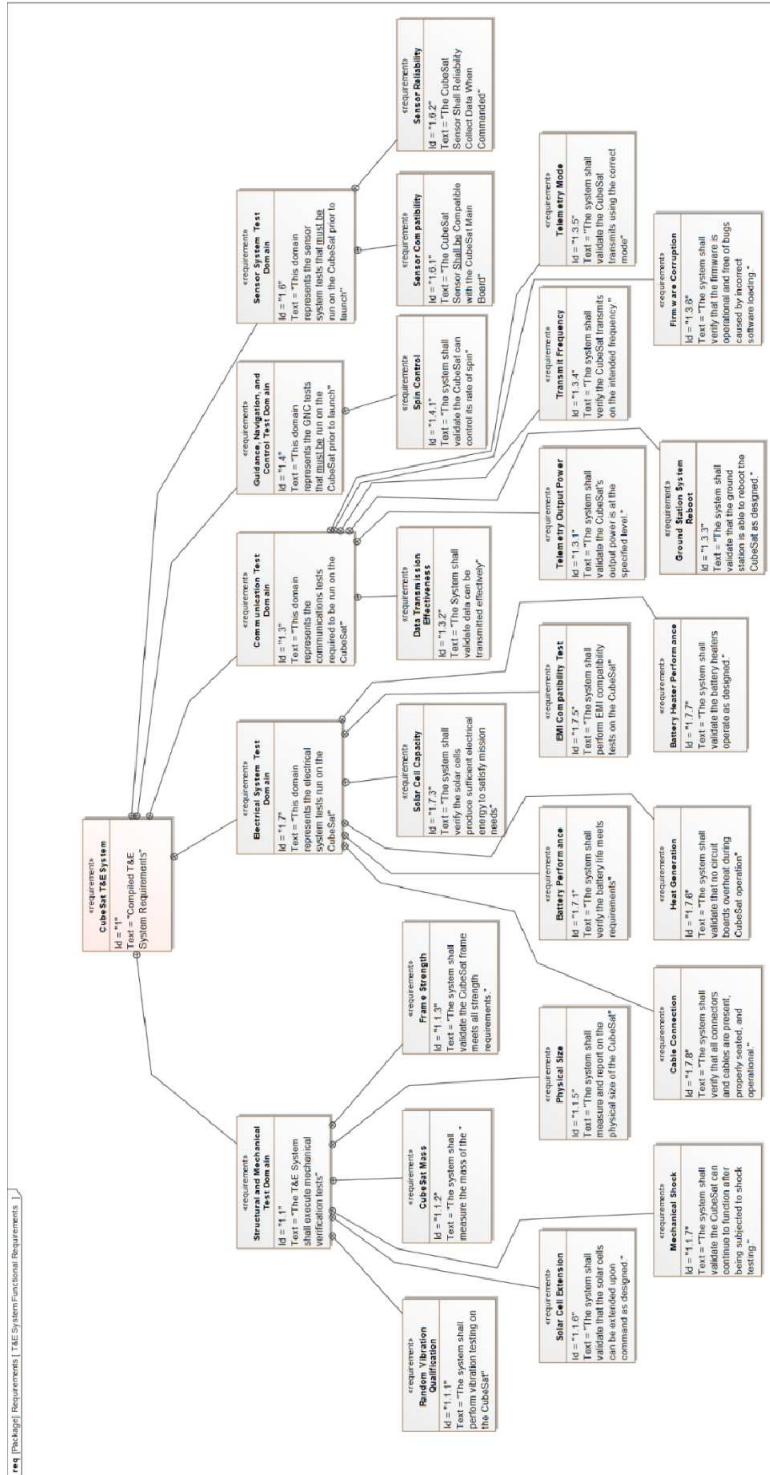 req [Package] Requirements [ T&E System Functional Requirements ]
«requirement»
CubeSat T&E System
Id = "1"
Text = "Compiled T&E
System Requirements"
«requirement»
Structural and Mechanical
Test Domain
Id = "1.1"
Text = "The T&E System
shall execute mechanical
verification tests"
«requirement»
Electrical System Test
Domain
Id = "1.7"
Text = "This domain
represents the electrical
system tests run on the
CubeSat"
«requirement»
Communication Test
Domain
Id = "1.3"
Text = "This domain
represents the
communications tests
required to be run on the
CubeSat"
«requirement»
Guidance, Navigation, and
Control Test Domain
Id = "1.4"
Text = "This domain
represents the GNC tests
that must be run on the
CubeSat prior to launch"
«requirement»
Sensor System Test
Domain
Id = "1.6"
Text = "This domain
represents the sensor
system tests that must be
run on the CubeSat prior to
launch"
«requirement»
Random Vibration
Qualification
Id = "1.1.1"
Text = "The system shall
perform vibration testing on
the CubeSat"
«requirement»
CubeSat Mass
Id = "1.1.2"
Text = "The system shall
measure the mass of the "
«requirement»
Frame Strength
Id = "1.1.3"
Text = "The system shall
validate the CubeSat frame
meets all strength
requirements."
«requirement»
Solar Cell Capacity
Id = "1.7.3"
Text = "The system shall
verify the solar cells
produce sufficient electrical
energy to satisfy mission
needs"
«requirement»
Data Transmission
Effectiveness
Id = "1.3.2"
Text = "The System shall
validate data can be
transmitted effectively"
«requirement»
Spin Control
Id = "1.4.1"
Text = "The system shall
validate the CubeSat can
control its rate of spin"
«requirement»
Sensor Compatibility
Id = "1.6.1"
Text = "The CubeSat
Sensor Shall be Compatible
with the CubeSat Main
Board"
«requirement»
Sensor Reliability
Id = "1.6.2"
Text = "The CubeSat
Sensor Shall Reliability
Collect Data When
Commanded"
«requirement»
Solar Cell Extension
Id = "1.1.6"
Text = "The system shall
validate that the solar cells
can be extended upon
command as designed."
«requirement»
Physical Size
Id = "1.1.5"
Text = "The system shall
measure and report on the
physical size of the CubeSat"
«requirement»
Battery Performance
Id = "1.7.1"
Text = "The system shall
verify the battery life meets
requirements"
«requirement»
EMI Compatibility Test
Id = "1.7.5"
Text = "The system shall
perform EMI compatibility
tests on the CubeSat"
«requirement»
Telemetry Output Power
Id = "1.3.1"
Text = "The system shall
validate the CubeSat's
output power is at the
specified level."
«requirement»
Transmit Frequency
Id = "1.3.4"
Text = "The system shall
verify the CubeSat transmits
on the intended frequency."
«requirement»
Telemetry Mode
Id = "1.3.5"
Text = "The system shall
validate the CubeSat
transmits using the correct
mode"
«requirement»
Mechanical Shock
Id = "1.1.7"
Text = "The system shall
validate the CubeSat can
continue to function after
being subjected to shock
testing."
«requirement»
Cable Connection
Id = "1.7.8"
Text = "The system shall
verify that all connectors
and cables are present,
properly seated, and
operational."
«requirement»
Heat Generation
Id = "1.7.6"
Text = "The system shall
validate that no circuit
boards overheat during
CubeSat operation"
«requirement»
Battery Heater Performance
Id = "1.7.7"
Text = "The system shall
validate the battery heaters
operate as designed."
«requirement»
Ground Station System
Reboot
Id = "1.3.3"
Text = "The system shall
validate that the ground
station is able to reboot the
CubeSat as designed."
«requirement»
Firmware Corruption
Id = "1.3.6"
Text = "The system shall
verify that the firmware is
operational and free of bugs
caused by incorrect
software loading."